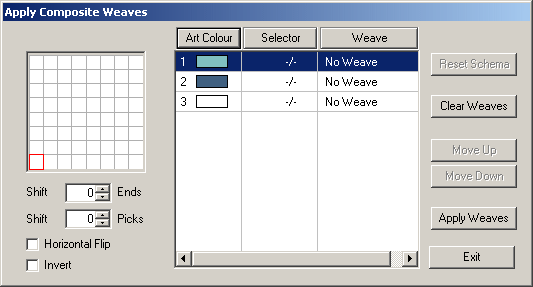 Apply Composite Weaves
Art Colour Selector Weave
1 -/- No Weave
2 -/- No Weave
3 -/- No Weave
Reset Schema
Clear Weaves
Move Up
Move Down
Apply Weaves
Exit
Shift 0 Ends
Shift 0 Picks
Horizontal Flip
Invert